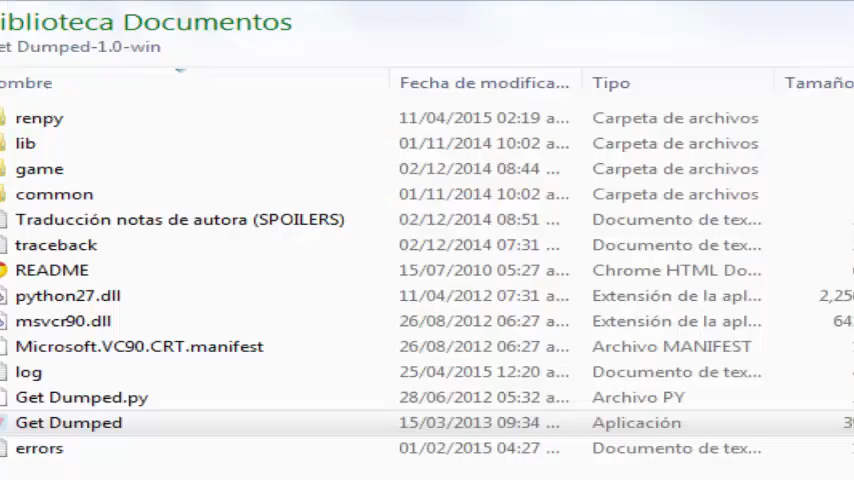 iblioteca Documentos
et Dumped-1.0-win
ombre Fecha de modifica... Tipo Tamaño
renpy 11/04/2015 02:19 a... Carpeta de archivos
lib 01/11/2014 10:02 a... Carpeta de archivos
game 02/12/2014 08:44 ... Carpeta de archivos
common 01/11/2014 10:02 a... Carpeta de archivos
Traducción notas de autora (SPOILERS) 02/12/2014 08:51 ... Documento de tex...
traceback 02/12/2014 07:31 ... Documento de tex...
README 15/07/2010 05:27 a... Chrome HTML Do...
python27.dll 11/04/2012 07:31 a... Extensión de la apl... 2,25
msvcr90.dll 26/08/2012 06:27 a... Extensión de la apl... 64
Microsoft.VC90.CRT.manifest 26/08/2012 06:27 a... Archivo MANIFEST
log 25/04/2015 12:20 a... Documento de tex...
Get Dumped.py 28/06/2012 05:32 a... Archivo PY
Get Dumped 15/03/2013 09:34 ... Aplicación 3
errors 01/02/2015 04:27 ... Documento de tex...